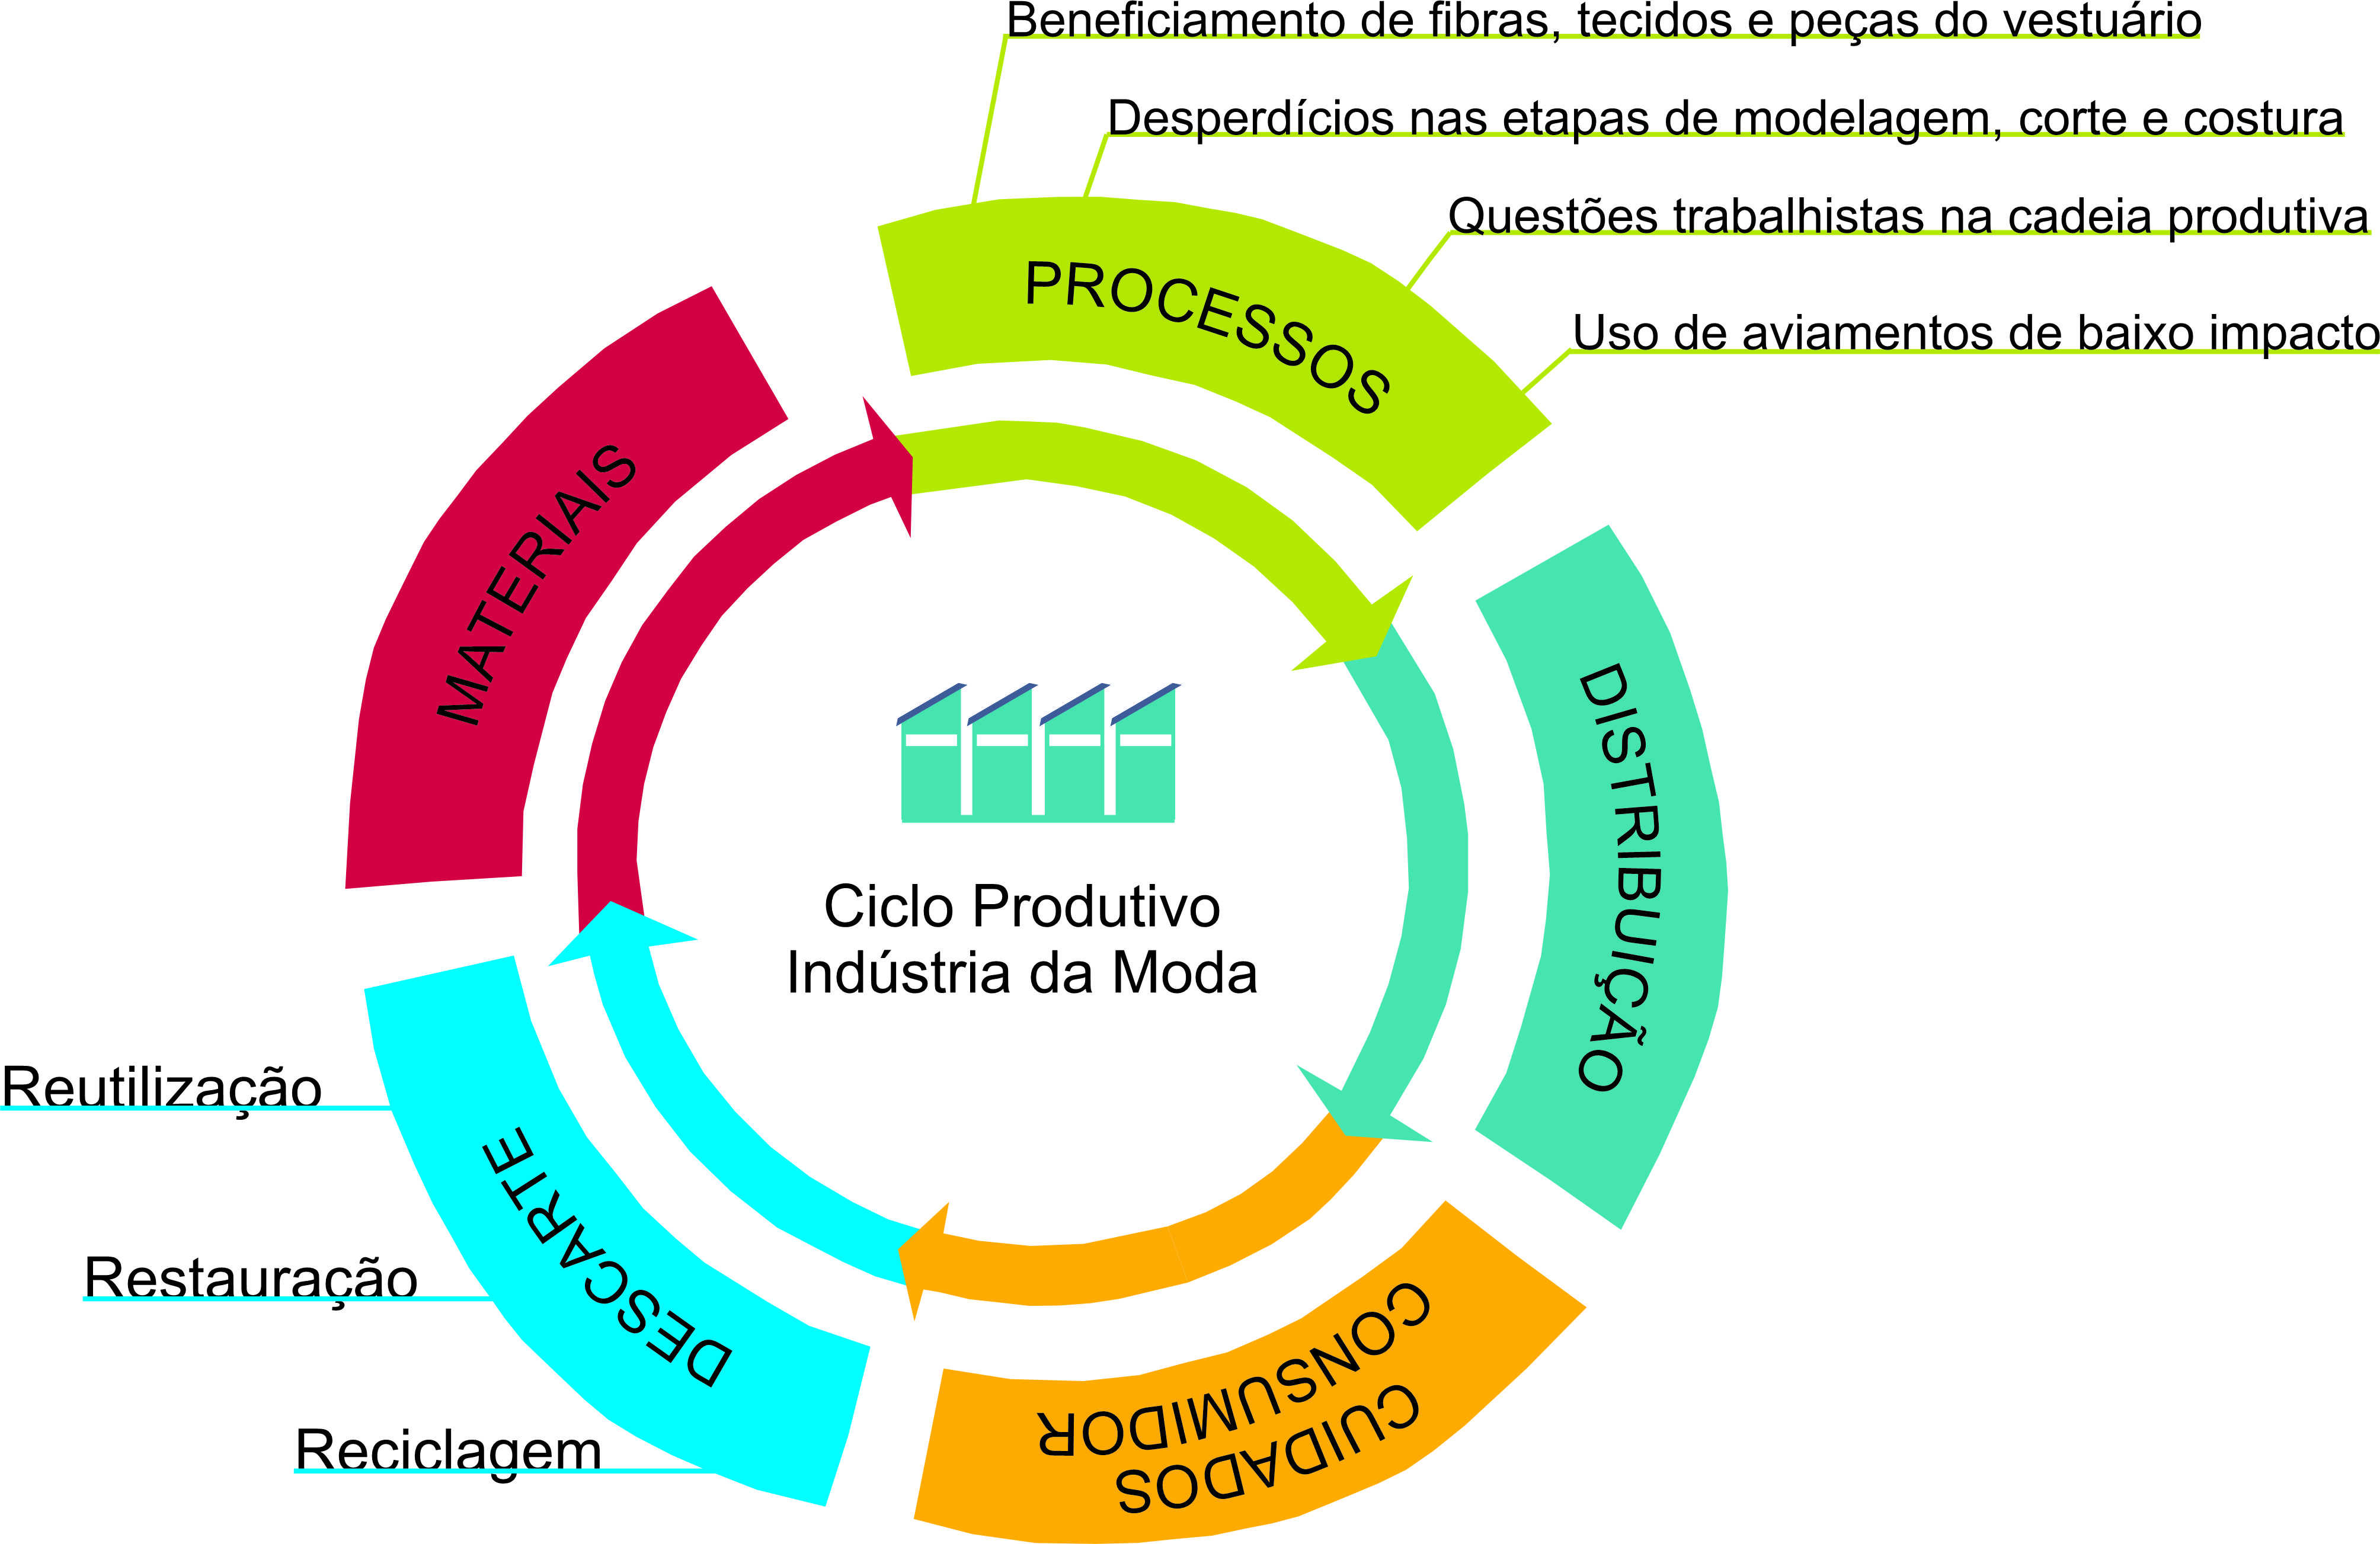 Beneficiamento de fibras, tecidos e peças do vestuário
Desperdícios nas etapas de modelagem, corte e costura
Questões trabalhistas na cadeia produtiva
Uso de aviamentos de baixo impacto
PROCESSOS
MATERIAIS
DISTRIBUIÇÃO
Ciclo Produtivo
Indústria da Moda
Reutilização
Restauração
Reciclagem
DESCARTE
CONSUMIDOR
CUIDADOS